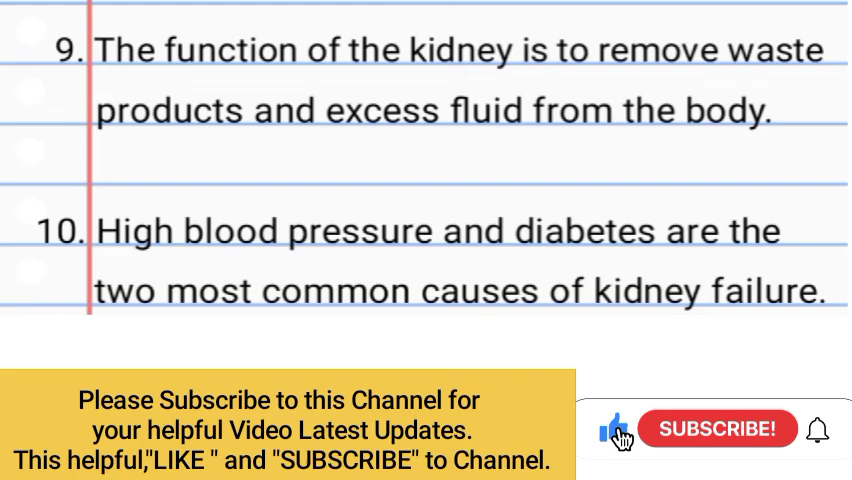 9. The function of the kidney is to remove waste
products and excess fluid from the body.
10. High blood pressure and diabetes are the
two most common causes of kidney failure.
Please Subscribe to this Channel for
your helpful Video Latest Updates.
This helpful,"LIKE " and "SUBSCRIBE" to Channel.
SUBSCRIBE!